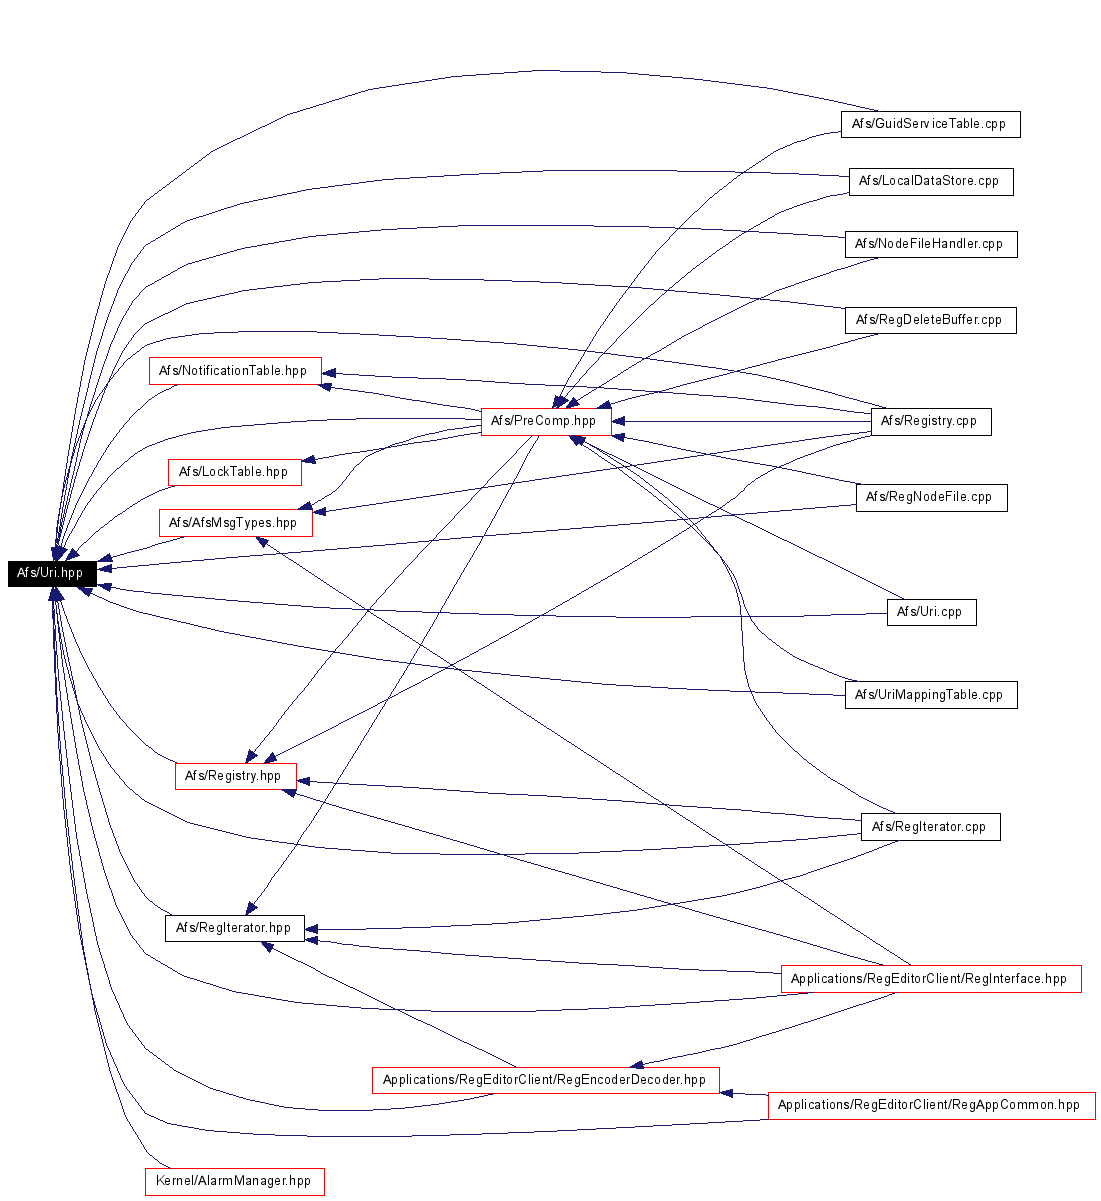 Afs/GuidServiceTable.cpp
Afs/LocalDataStore.cpp
Afs/NodeFileHandler.cpp
Afs/RegDeleteBuffer.cpp
Afs/NotificationTable.hpp
Afs/PreComp.hpp
Afs/Registry.cpp
Afs/LockTable.hpp
Afs/RegNodeFile.cpp
Afs/AfsMsgTypes.hpp
Afs/Uri.hpp
Afs/Uri.cpp
Afs/UriMappingTable.cpp
Afs/Registry.hpp
Afs/RegIterator.cpp
Afs/RegIterator.hpp
Applications/RegEditorClient/RegInterface.hpp
Applications/RegEditorClient/RegEncoderDecoder.hpp
Applications/RegEditorClient/RegAppCommon.hpp
Kernel/AlarmManager.hpp